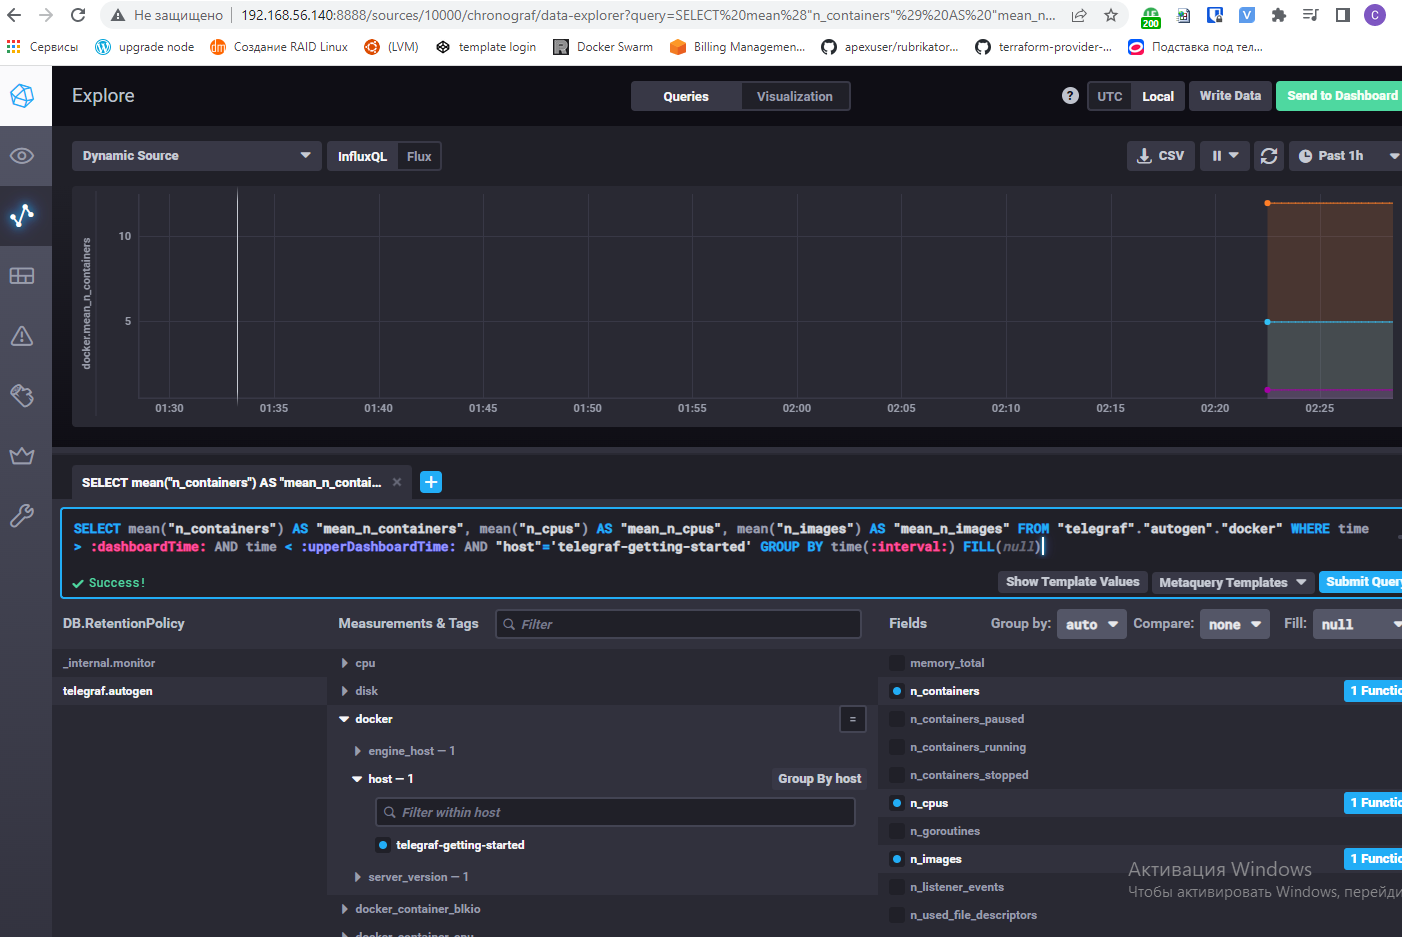 Не защищено
192.168.56.140:8888/sources/10000/chronograf/data-explorer?query=SELECT%20mean%28"n_containers"%29%20AS%20"mean_n...
200
V
C
Сервисы
upgrade node
dm Создание RAID Linux
(LVM)
template login
Docker Swarm
Billing Managemen...
apexuser/rubrikator...
terraform-provider-...
Подставка под тел...
Explore
Queries
Visualization
?
UTC
Local
Write Data
Send to Dashboard
Dynamic Source
InfluxQL
Flux
CSV
Past 1h
docker.mean_n_containers
10
5
01:30 01:35 01:40 01:45 01:50 01:55 02:00 02:05 02:10 02:15 02:20 02:25
SELECT mean("n_containers") AS "mean_n_contai... ×
+
SELECT mean("n_containers") AS "mean_n_containers", mean("n_cpus") AS "mean_n_cpus", mean("n_images") AS "mean_n_images" FROM "telegraf"."autogen"."docker" WHERE time
> :dashboardTime: AND time < :upperDashboardTime: AND "host"='telegraf-getting-started' GROUP BY time(:interval:) FILL(null)
Success!
Show Template Values
Metaquery Templates
Submit Query
DB.RetentionPolicy
Measurements & Tags
Filter
Fields
Group by:
auto
Compare:
none
Fill:
null
_internal.monitor
telegraf.autogen
cpu
disk
docker
=
engine_host — 1
host — 1
Group By host
Filter within host
telegraf-getting-started
server_version — 1
docker_container_blkio
docker_container_cpu
memory_total
n_containers
1 Functio
n_containers_paused
n_containers_running
n_containers_stopped
n_cpus
1 Functio
n_goroutines
n_images
1 Functio
n_listener_events
n_used_file_descriptors
Активация Windows
Чтобы активировать Windows, перейди